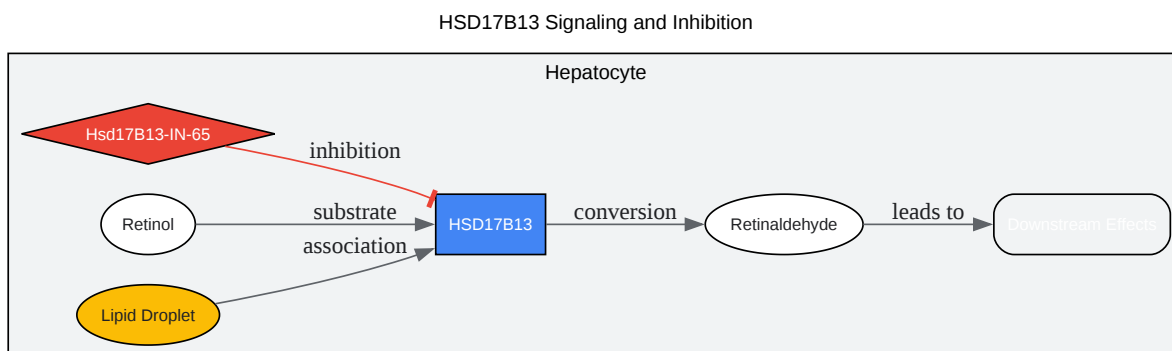 HSD17B13 Signaling and Inhibition
Hepatocyte
Hsd17B13-IN-65
inhibition
Retinol
substrate
HSD17B13
conversion
Retinaldehyde
leads to
Downstream Effects
association
Lipid Droplet